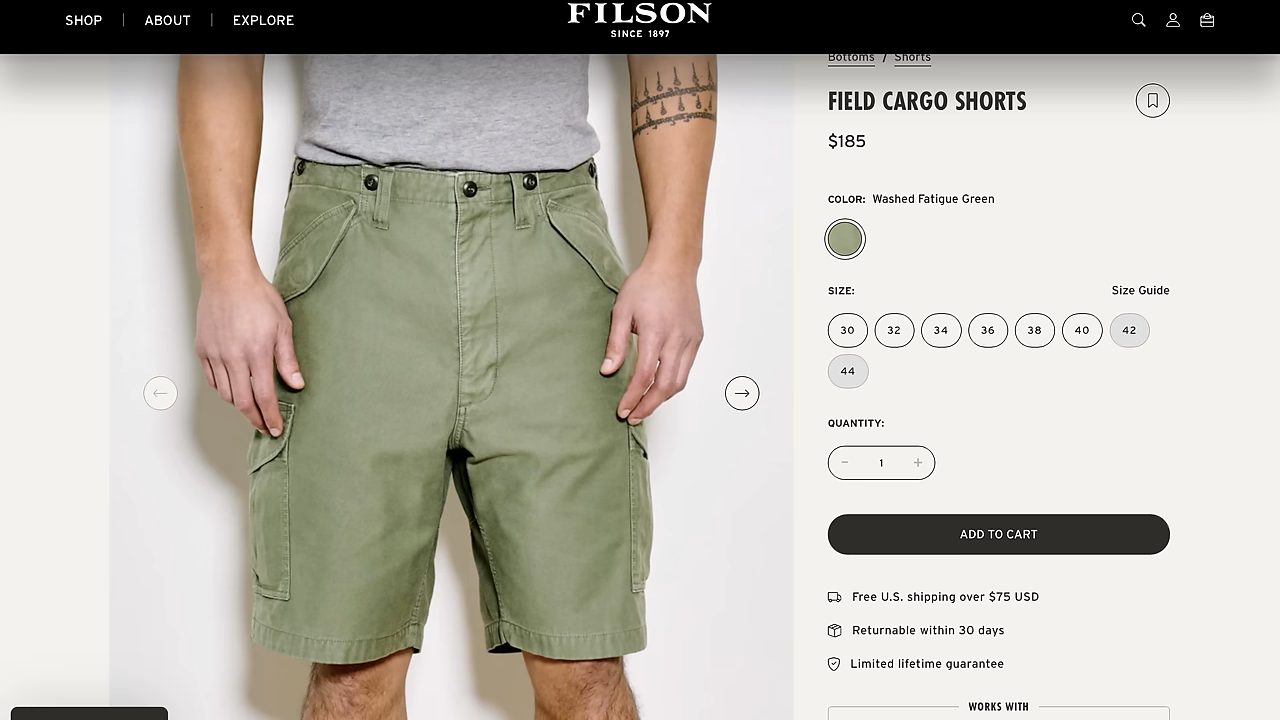 SHOP
ABOUT
EXPLORE
FILSON
SINCE 1897
Bottoms / Shorts
FIELD CARGO SHORTS
$185
COLOR: Washed Fatigue Green
SIZE:
Size Guide
30 32 34 36 38 40 42
44
QUANTITY:
− 1 +
ADD TO CART
Free U.S. shipping over $75 USD
Returnable within 30 days
Limited lifetime guarantee
WORKS WITH